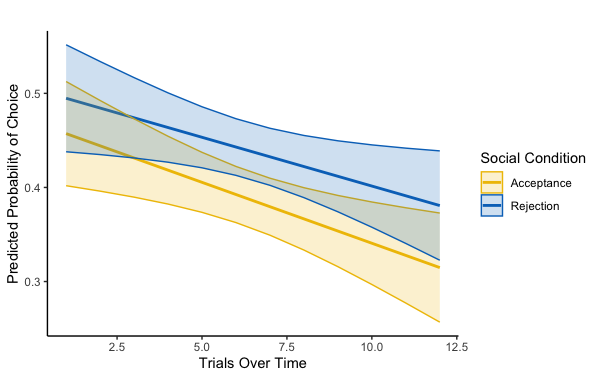 Predicted Probability of Choice
0.5
0.4
0.3
2.5 5.0 7.5 10.0 12.5
Trials Over Time
Social Condition
Acceptance
Rejection